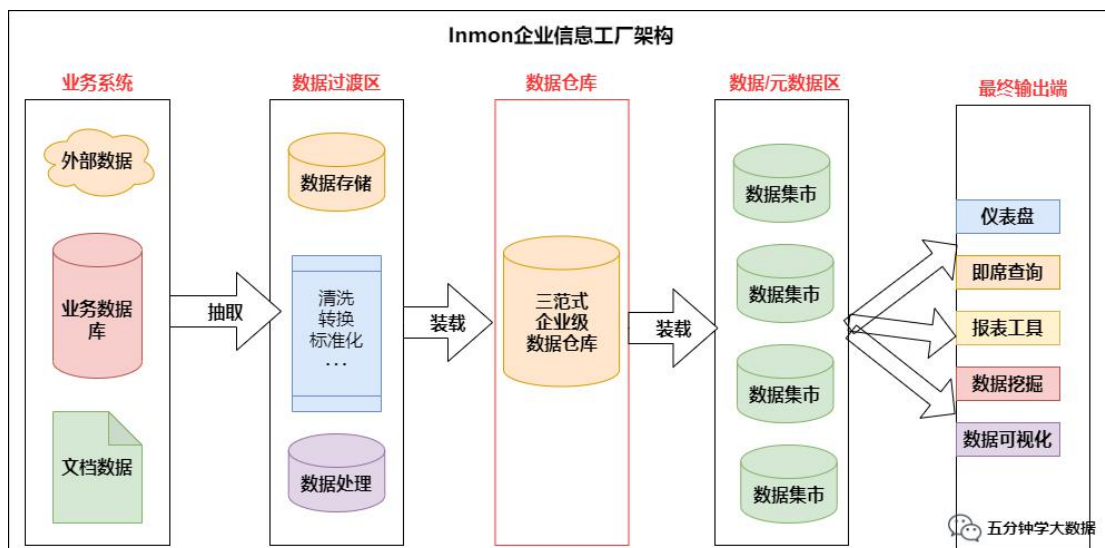 Inmon企业信息工厂架构
业务系统
外部数据
业务数据
库
文档数据
抽取
数据过渡区
数据存储
清洗
转换
标准化
...
数据处理
装载
数据仓库
三范式
企业级
数据仓库
装载
数据/元数据区
数据集市
数据集市
数据集市
数据集市
最终输出端
仪表盘
即席查询
报表工具
数据挖掘
数据可视化
五分钟学大数据